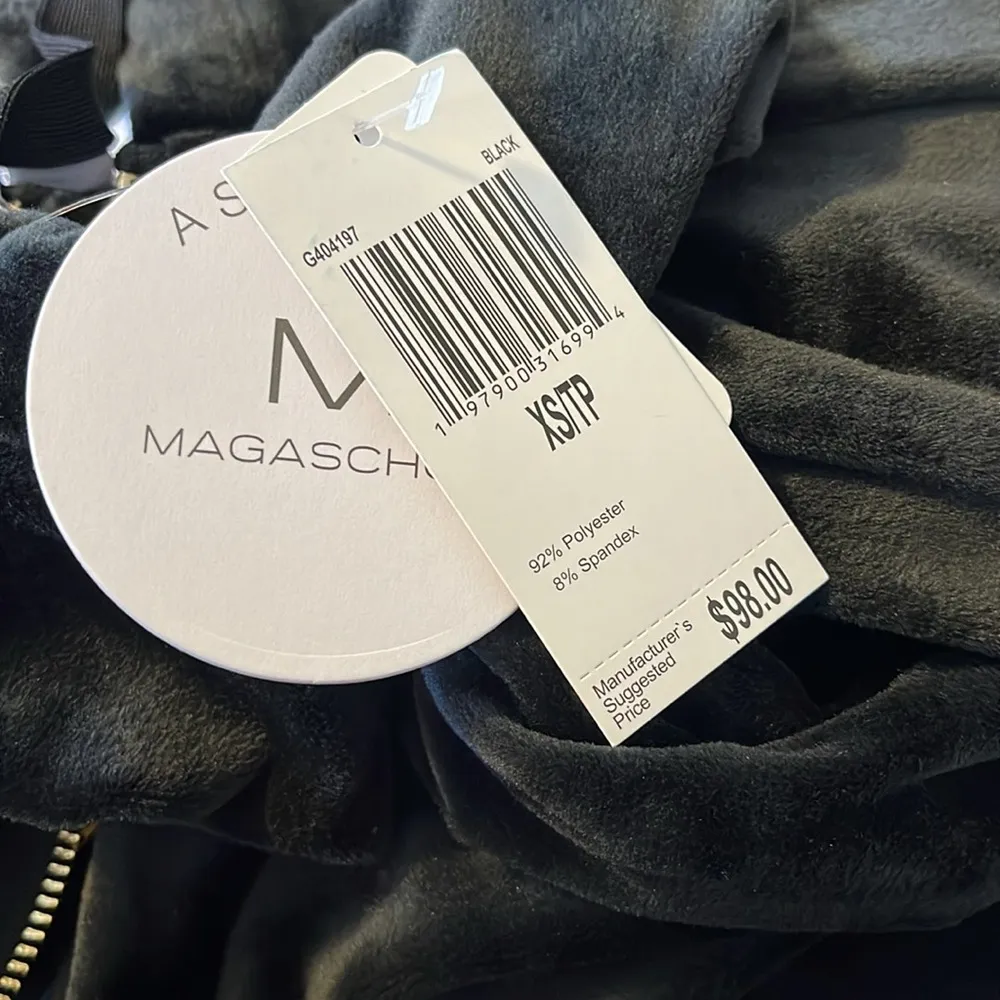 A S
M
MAGASCH
BLACK
G404197
1 97900 31699 4
XS/TP
92% Polyester
8% Spandex
$98.00
Manufacturer`s
Suggested
Price